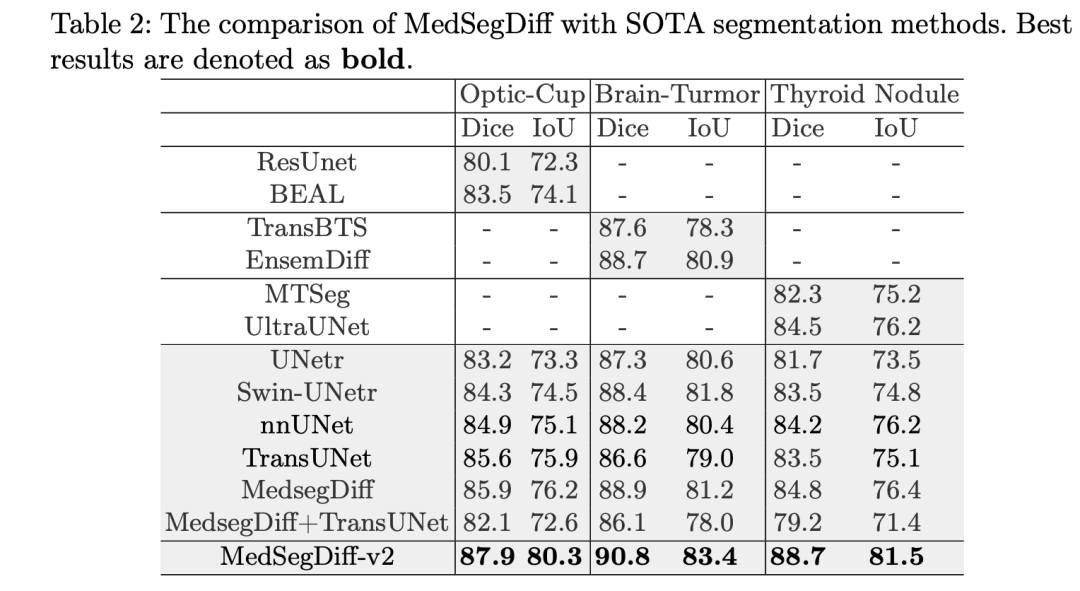 Table 2: The comparison of MedSegDiff with SOTA segmentation methods. Best
results are denoted as bold.
Optic-Cup Brain-Turmor Thyroid Nodule
Dice IoU Dice IoU Dice IoU
ResUnet 80.1 72.3 - - - -
BEAL 83.5 74.1 - - - -
TransBTS - - 87.6 78.3 - -
EnsemDiff - - 88.7 80.9 - -
MTSeg - - - - 82.3 75.2
UltraUNet - - - - 84.5 76.2
UNetr 83.2 73.3 87.3 80.6 81.7 73.5
Swin-UNetr 84.3 74.5 88.4 81.8 83.5 74.8
nnUNet 84.9 75.1 88.2 80.4 84.2 76.2
TransUNet 85.6 75.9 86.6 79.0 83.5 75.1
MedsegDiff 85.9 76.2 88.9 81.2 84.8 76.4
MedsegDiff+TransUNet 82.1 72.6 86.1 78.0 79.2 71.4
MedSegDiff-v2 87.9 80.3 90.8 83.4 88.7 81.5